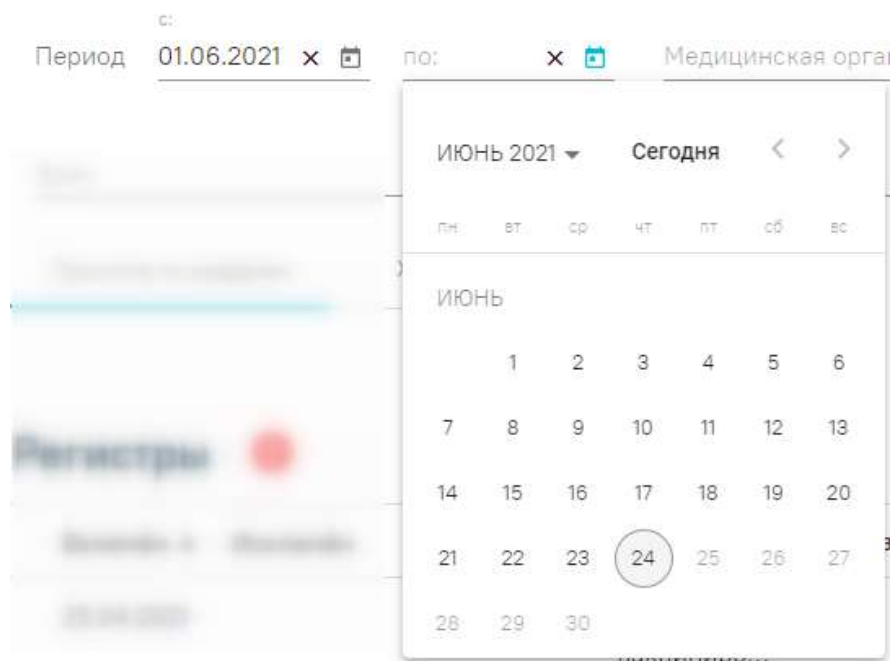 с:
Период 01.06.2021 по: Медицинская орга
ИЮНЬ 2021 Сегодня
пн вт ср чт пт сб вс
ИЮНЬ
1 2 3 4 5 6
7 8 9 10 11 12 13
14 15 16 17 18 19 20
Регистры
21 22 23 24 25 26 27
28 29 30